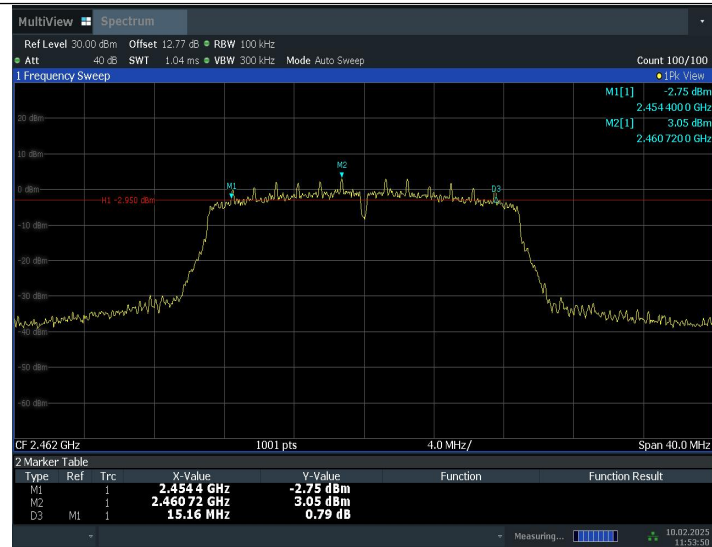 MultiView Spectrum
Ref Level 30.00 dBm Offset 12.77 dB RBW 100 kHz
Att 40 dB SWT 1.04 ms VBW 300 kHz Mode Auto Sweep Count 100/100
1 Frequency Sweep 1Pk View
M1[1] -2.75 dBm
2.454 400 0 GHz
M2[1] 3.05 dBm
2.460 720 0 GHz
20 dBm
10 dBm
M2
0 dBm M1 D3
H1 -2.950 dBm
-10 dBm
-20 dBm
-30 dBm
-40 dBm
-50 dBm
-60 dBm
CF 2.462 GHz 1001 pts 4.0 MHz/ Span 40.0 MHz
2 Marker Table
Type Ref Trc X-Value Y-Value Function Function Result
M1 1 2.454 4 GHz -2.75 dBm
M2 1 2.460 72 GHz 3.05 dBm
D3 M1 1 15.16 MHz 0.79 dB
Measuring... 10.02.2025
11:53:50